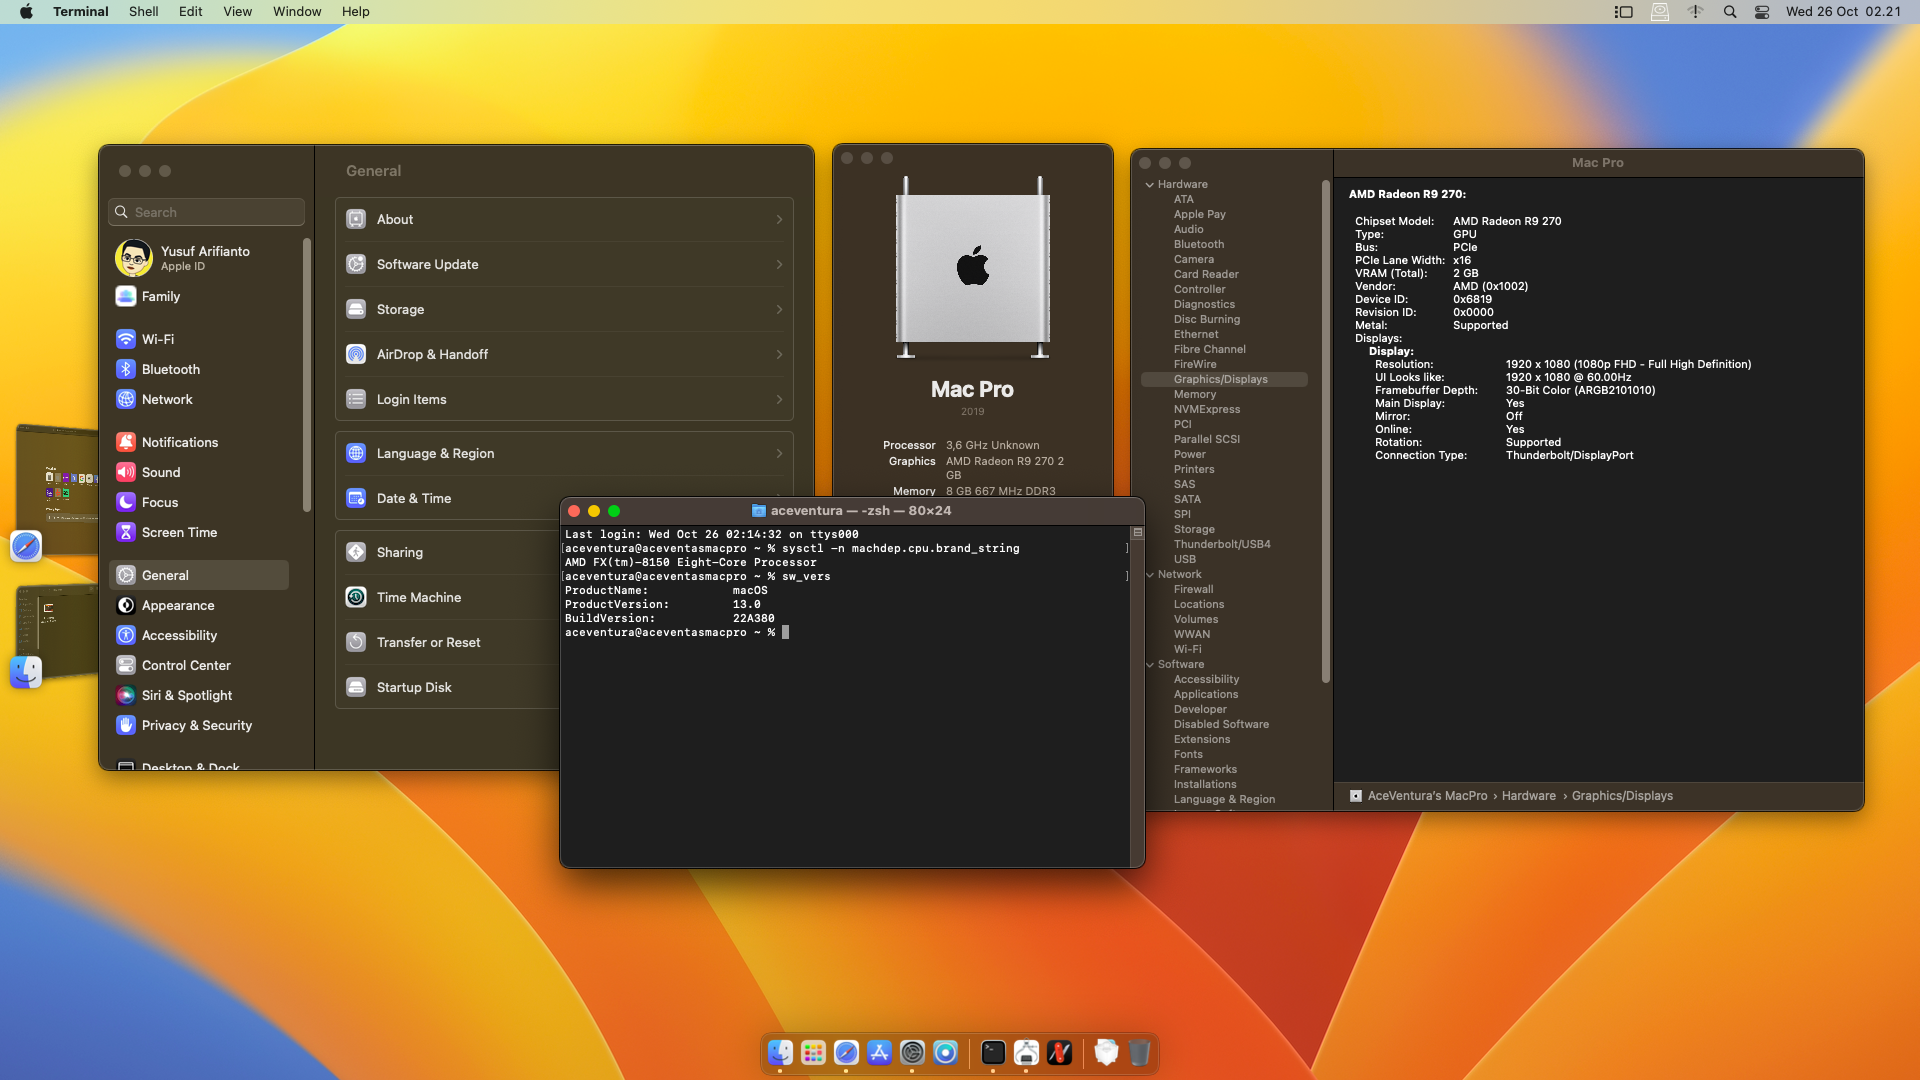 Terminal Shell Edit View Window Help
Wed 26 Oct 02.21
General
Search
Yusuf Arifianto
Apple ID
Family
Wi-Fi
Bluetooth
Network
Notifications
Sound
Focus
Screen Time
General
Appearance
Accessibility
Control Center
Siri & Spotlight
Privacy & Security
Desktop & Dock
About
Software Update
Storage
AirDrop & Handoff
Login Items
Language & Region
Date & Time
Sharing
Time Machine
Transfer or Reset
Startup Disk
Mac Pro
2019
Processor 3,6 GHz Unknown
Graphics AMD Radeon R9 270 2
GB
Memory 8 GB 667 MHz DDR3
aceventura — -zsh — 80×24
Last login: Wed Oct 26 02:14:32 on ttys000
[aceventura@aceventasmacpro ~ % sysctl -n machdep.cpu.brand_string ]
AMD FX(tm)-8150 Eight-Core Processor
[aceventura@aceventasmacpro ~ % sw_vers ]
ProductName: macOS
ProductVersion: 13.0
BuildVersion: 22A380
aceventura@aceventasmacpro ~ %
Mac Pro
Hardware
ATA
Apple Pay
Audio
Bluetooth
Camera
Card Reader
Controller
Diagnostics
Disc Burning
Ethernet
Fibre Channel
FireWire
Graphics/Displays
Memory
NVMExpress
PCI
Parallel SCSI
Power
Printers
SAS
SATA
SPI
Storage
Thunderbolt/USB4
USB
Network
Firewall
Locations
Volumes
WWAN
Wi-Fi
Software
Accessibility
Applications
Developer
Disabled Software
Extensions
Fonts
Frameworks
Installations
Language & Region
AMD Radeon R9 270:
Chipset Model: AMD Radeon R9 270
Type: GPU
Bus: PCIe
PCIe Lane Width: x16
VRAM (Total): 2 GB
Vendor: AMD (0x1002)
Device ID: 0x6819
Revision ID: 0x0000
Metal: Supported
Displays:
Display:
Resolution: 1920 x 1080 (1080p FHD - Full High Definition)
UI Looks like: 1920 x 1080 @ 60.00Hz
Framebuffer Depth: 30-Bit Color (ARGB2101010)
Main Display: Yes
Mirror: Off
Online: Yes
Rotation: Supported
Connection Type: Thunderbolt/DisplayPort
AceVentura's MacPro › Hardware › Graphics/Displays